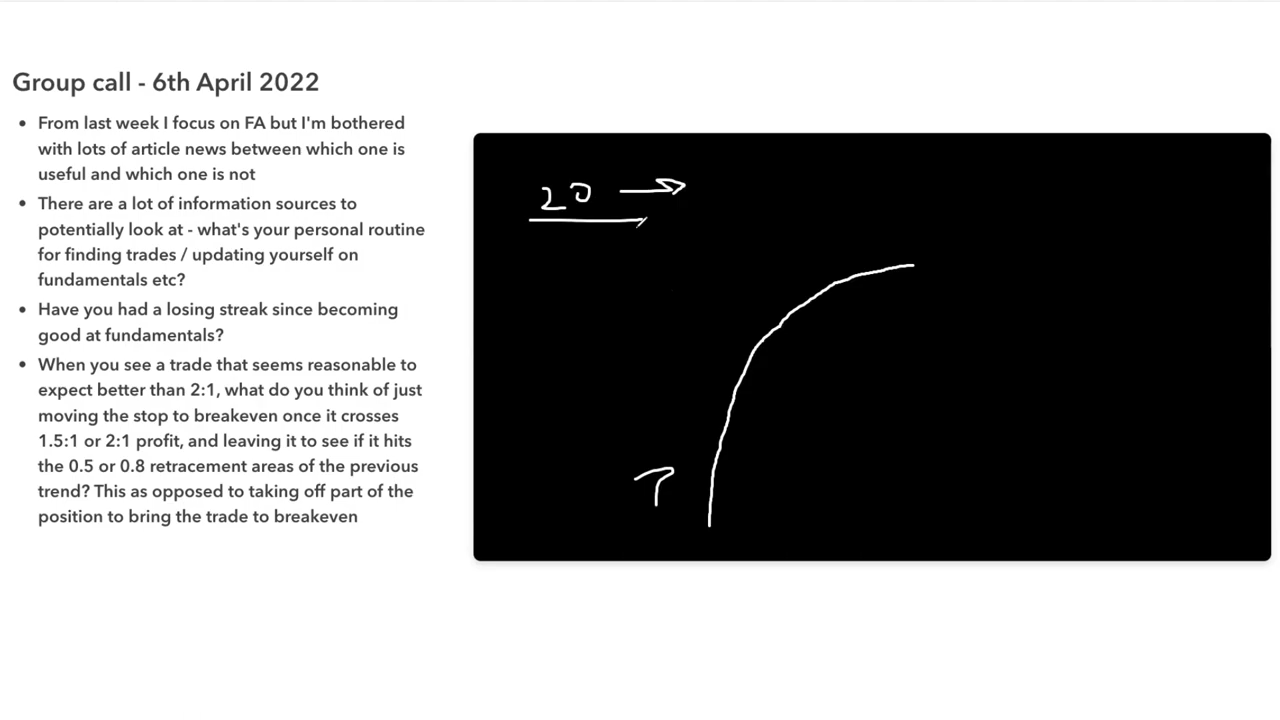 Group call - 6th April 2022
• From last week I focus on FA but I'm bothered
with lots of article news between which one is
useful and which one is not
• There are a lot of information sources to
potentially look at - what's your personal routine
for finding trades / updating yourself on
fundamentals etc?
• Have you had a losing streak since becoming
good at fundamentals?
• When you see a trade that seems reasonable to
expect better than 2:1, what do you think of just
moving the stop to breakeven once it crosses
1.5:1 or 2:1 profit, and leaving it to see if it hits
the 0.5 or 0.8 retracement areas of the previous
trend? This as opposed to taking off part of the
position to bring the trade to breakeven
20